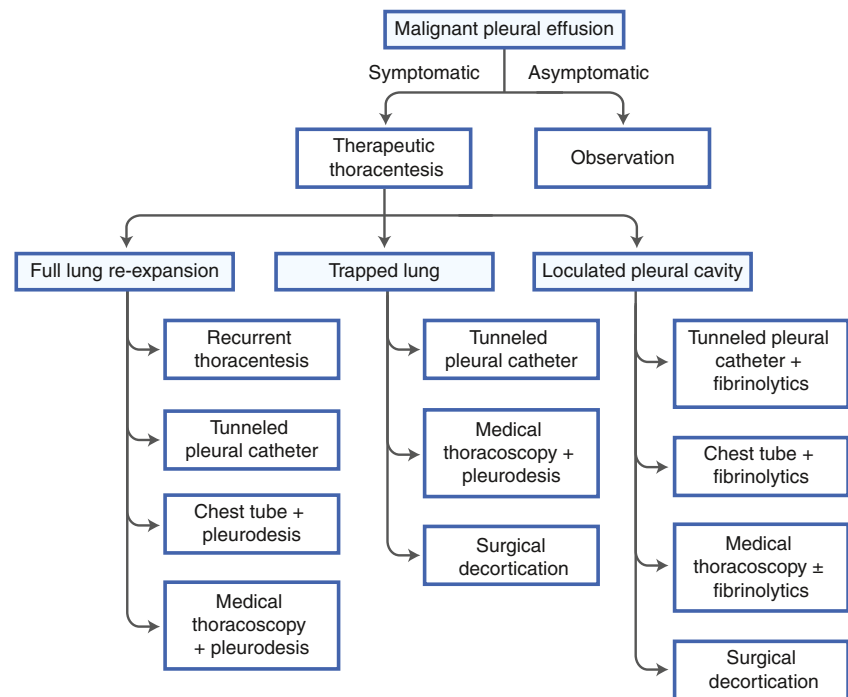 Malignant pleural effusion
Symptomatic
Asymptomatic
Therapeutic
thoracentesis
Observation
Full lung re-expansion
Trapped lung
Loculated pleural cavity
Recurrent
thoracentesis
Tunneled
pleural catheter
Chest tube +
pleurodesis
Medical
thoracoscopy
+ pleurodesis
Tunneled
pleural catheter
Medical
thoracoscopy +
pleurodesis
Surgical
decortication
Tunneled pleural
catheter +
fibrinolytics
Chest tube +
fibrinolytics
Medical
thoracoscopy ±
fibrinolytics
Surgical
decortication